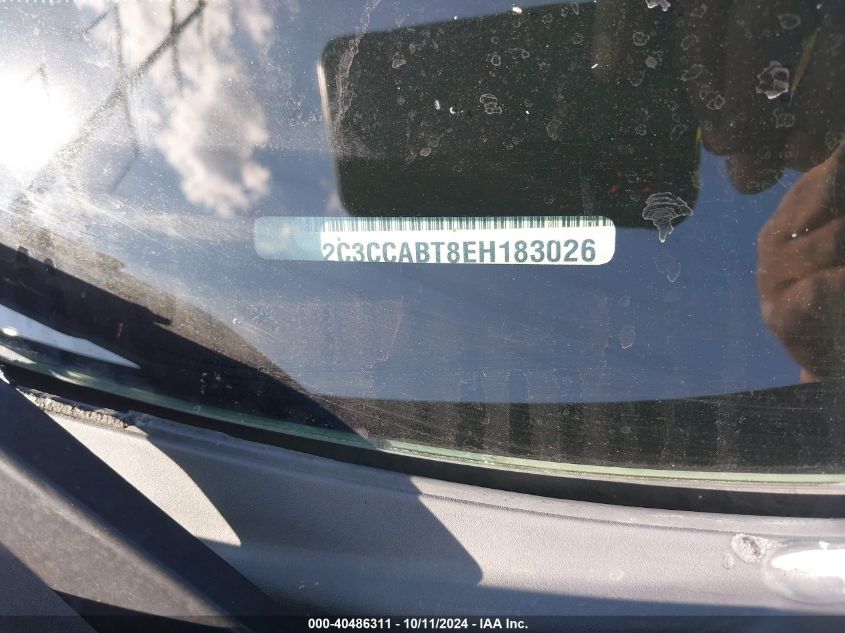 2C3CCABT8EH183026
000-40486311 - 10/11/2024 - IAA Inc.